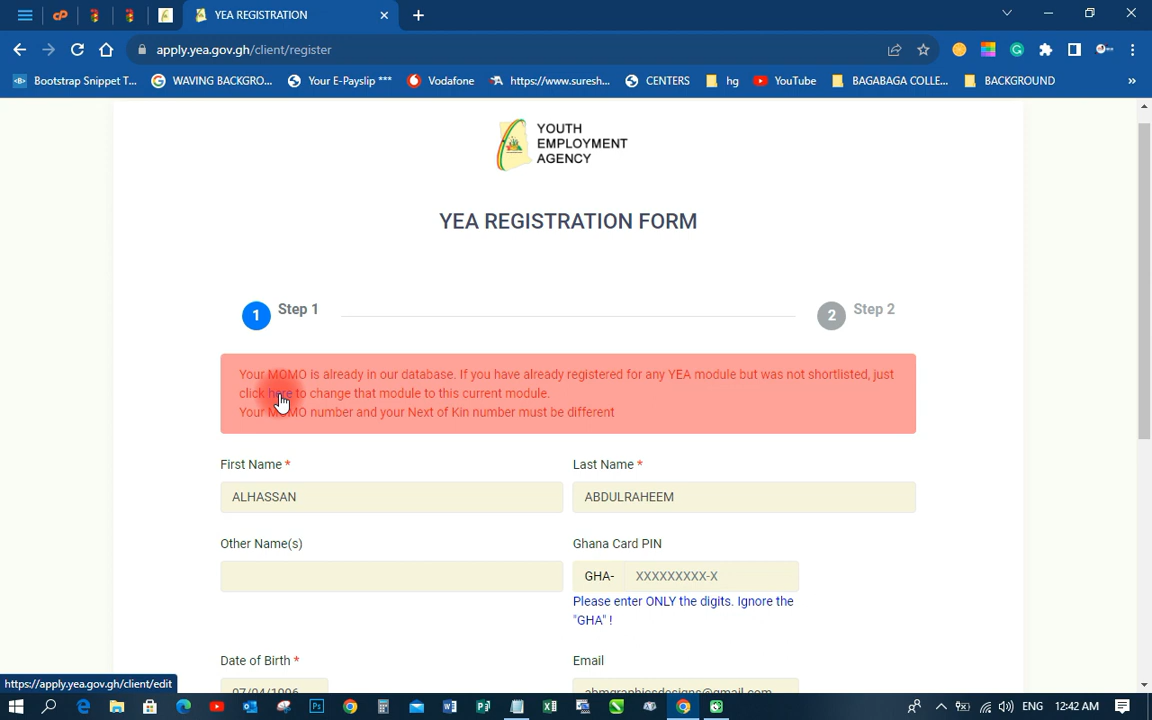 YEA REGISTRATION
apply.yea.gov.gh/client/register
Bootstrap Snippet T... WAVING BACKGRO... Your E-Payslip *** Vodafone https://www.suresh... CENTERS hg YouTube BAGABAGA COLLE... BACKGROUND »
YOUTH
EMPLOYMENT
AGENCY
YEA REGISTRATION FORM
1 Step 1 2 Step 2
Your MOMO is already in our database. If you have already registered for any YEA module but was not shortlisted, just
click here to change that module to this current module.
Your MOMO number and your Next of Kin number must be different
First Name * Last Name *
ALHASSAN ABDULRAHEEM
Other Name(s) Ghana Card PIN
GHA- XXXXXXXXX-X
Please enter ONLY the digits. Ignore the
"GHA" !
Date of Birth * Email
07/04/1996 abmgraphicsdesigns@gmail.com
https://apply.yea.gov.gh/client/edit
ENG 12:42 AM